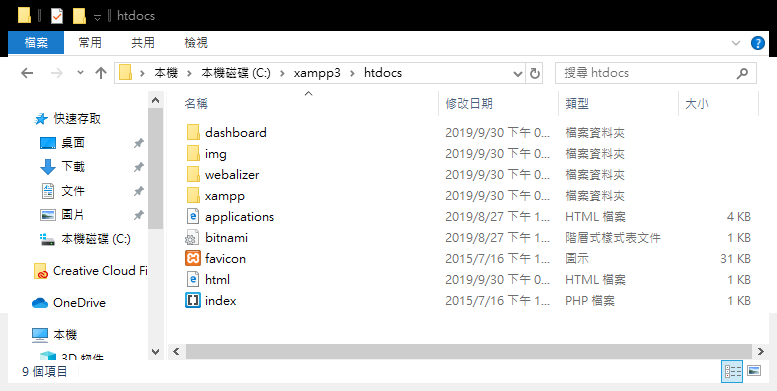 htdocs
檔案 常用 共用 檢視
本機 本機磁碟 (C:) xampp3 htdocs 搜尋 htdocs
名稱 修改日期 類型 大小
快速存取
桌面
下載
文件
圖片
本機磁碟 (C:)
Creative Cloud Fi
OneDrive
本機
3D 物件
dashboard 2019/9/30 下午 0... 檔案資料夾
img 2019/9/30 下午 0... 檔案資料夾
webalizer 2019/9/30 下午 0... 檔案資料夾
xampp 2019/9/30 下午 0... 檔案資料夾
applications 2019/8/27 下午 1... HTML 檔案 4 KB
bitnami 2019/8/27 下午 1... 階層式樣式表文件 1 KB
favicon 2015/7/16 下午 1... 圖示 31 KB
html 2019/9/30 下午 0... HTML 檔案 1 KB
index 2015/7/16 下午 1... PHP 檔案 1 KB
9 個項目